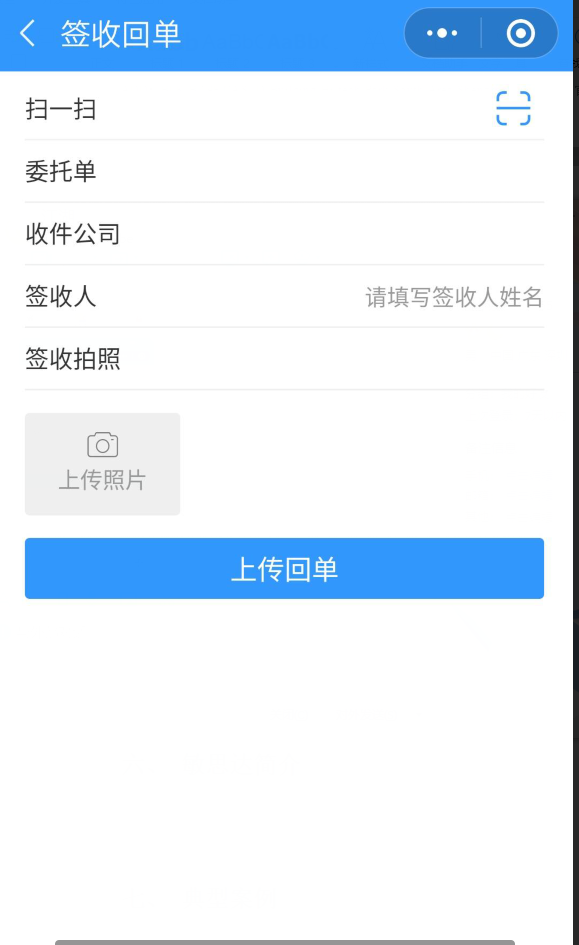 签收回单
扫一扫
委托单
收件公司
签收人 请填写签收人姓名
签收拍照
上传照片
上传回单